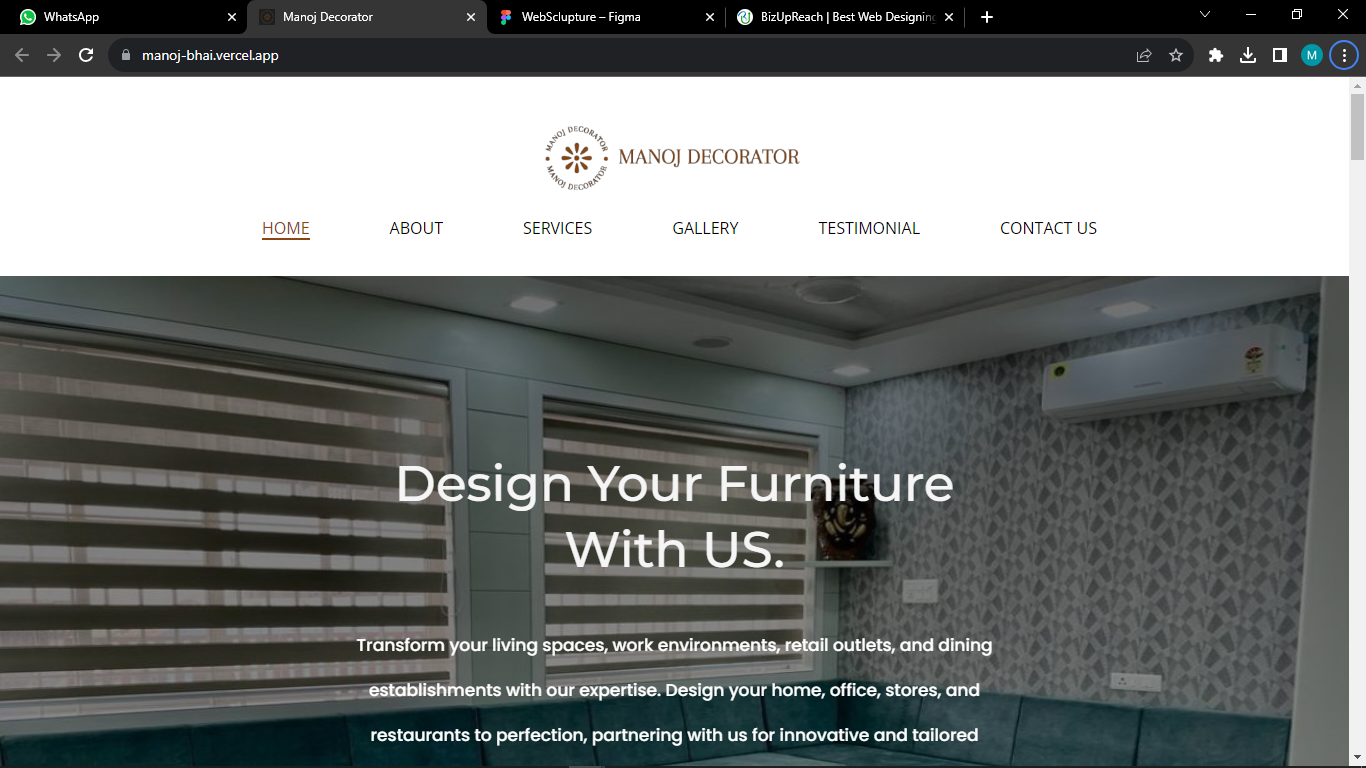 WhatsApp
Manoj Decorator
WebSclupture – Figma
BizUpReach | Best Web Designing
manoj-bhai.vercel.app
M
MANOJ DECORATOR
MANOJ DECORATOR
MANOJ DECORATOR
HOME
ABOUT
SERVICES
GALLERY
TESTIMONIAL
CONTACT US
Design Your Furniture
With US.
Transform your living spaces, work environments, retail outlets, and dining
establishments with our expertise. Design your home, office, stores, and
restaurants to perfection, partnering with us for innovative and tailored